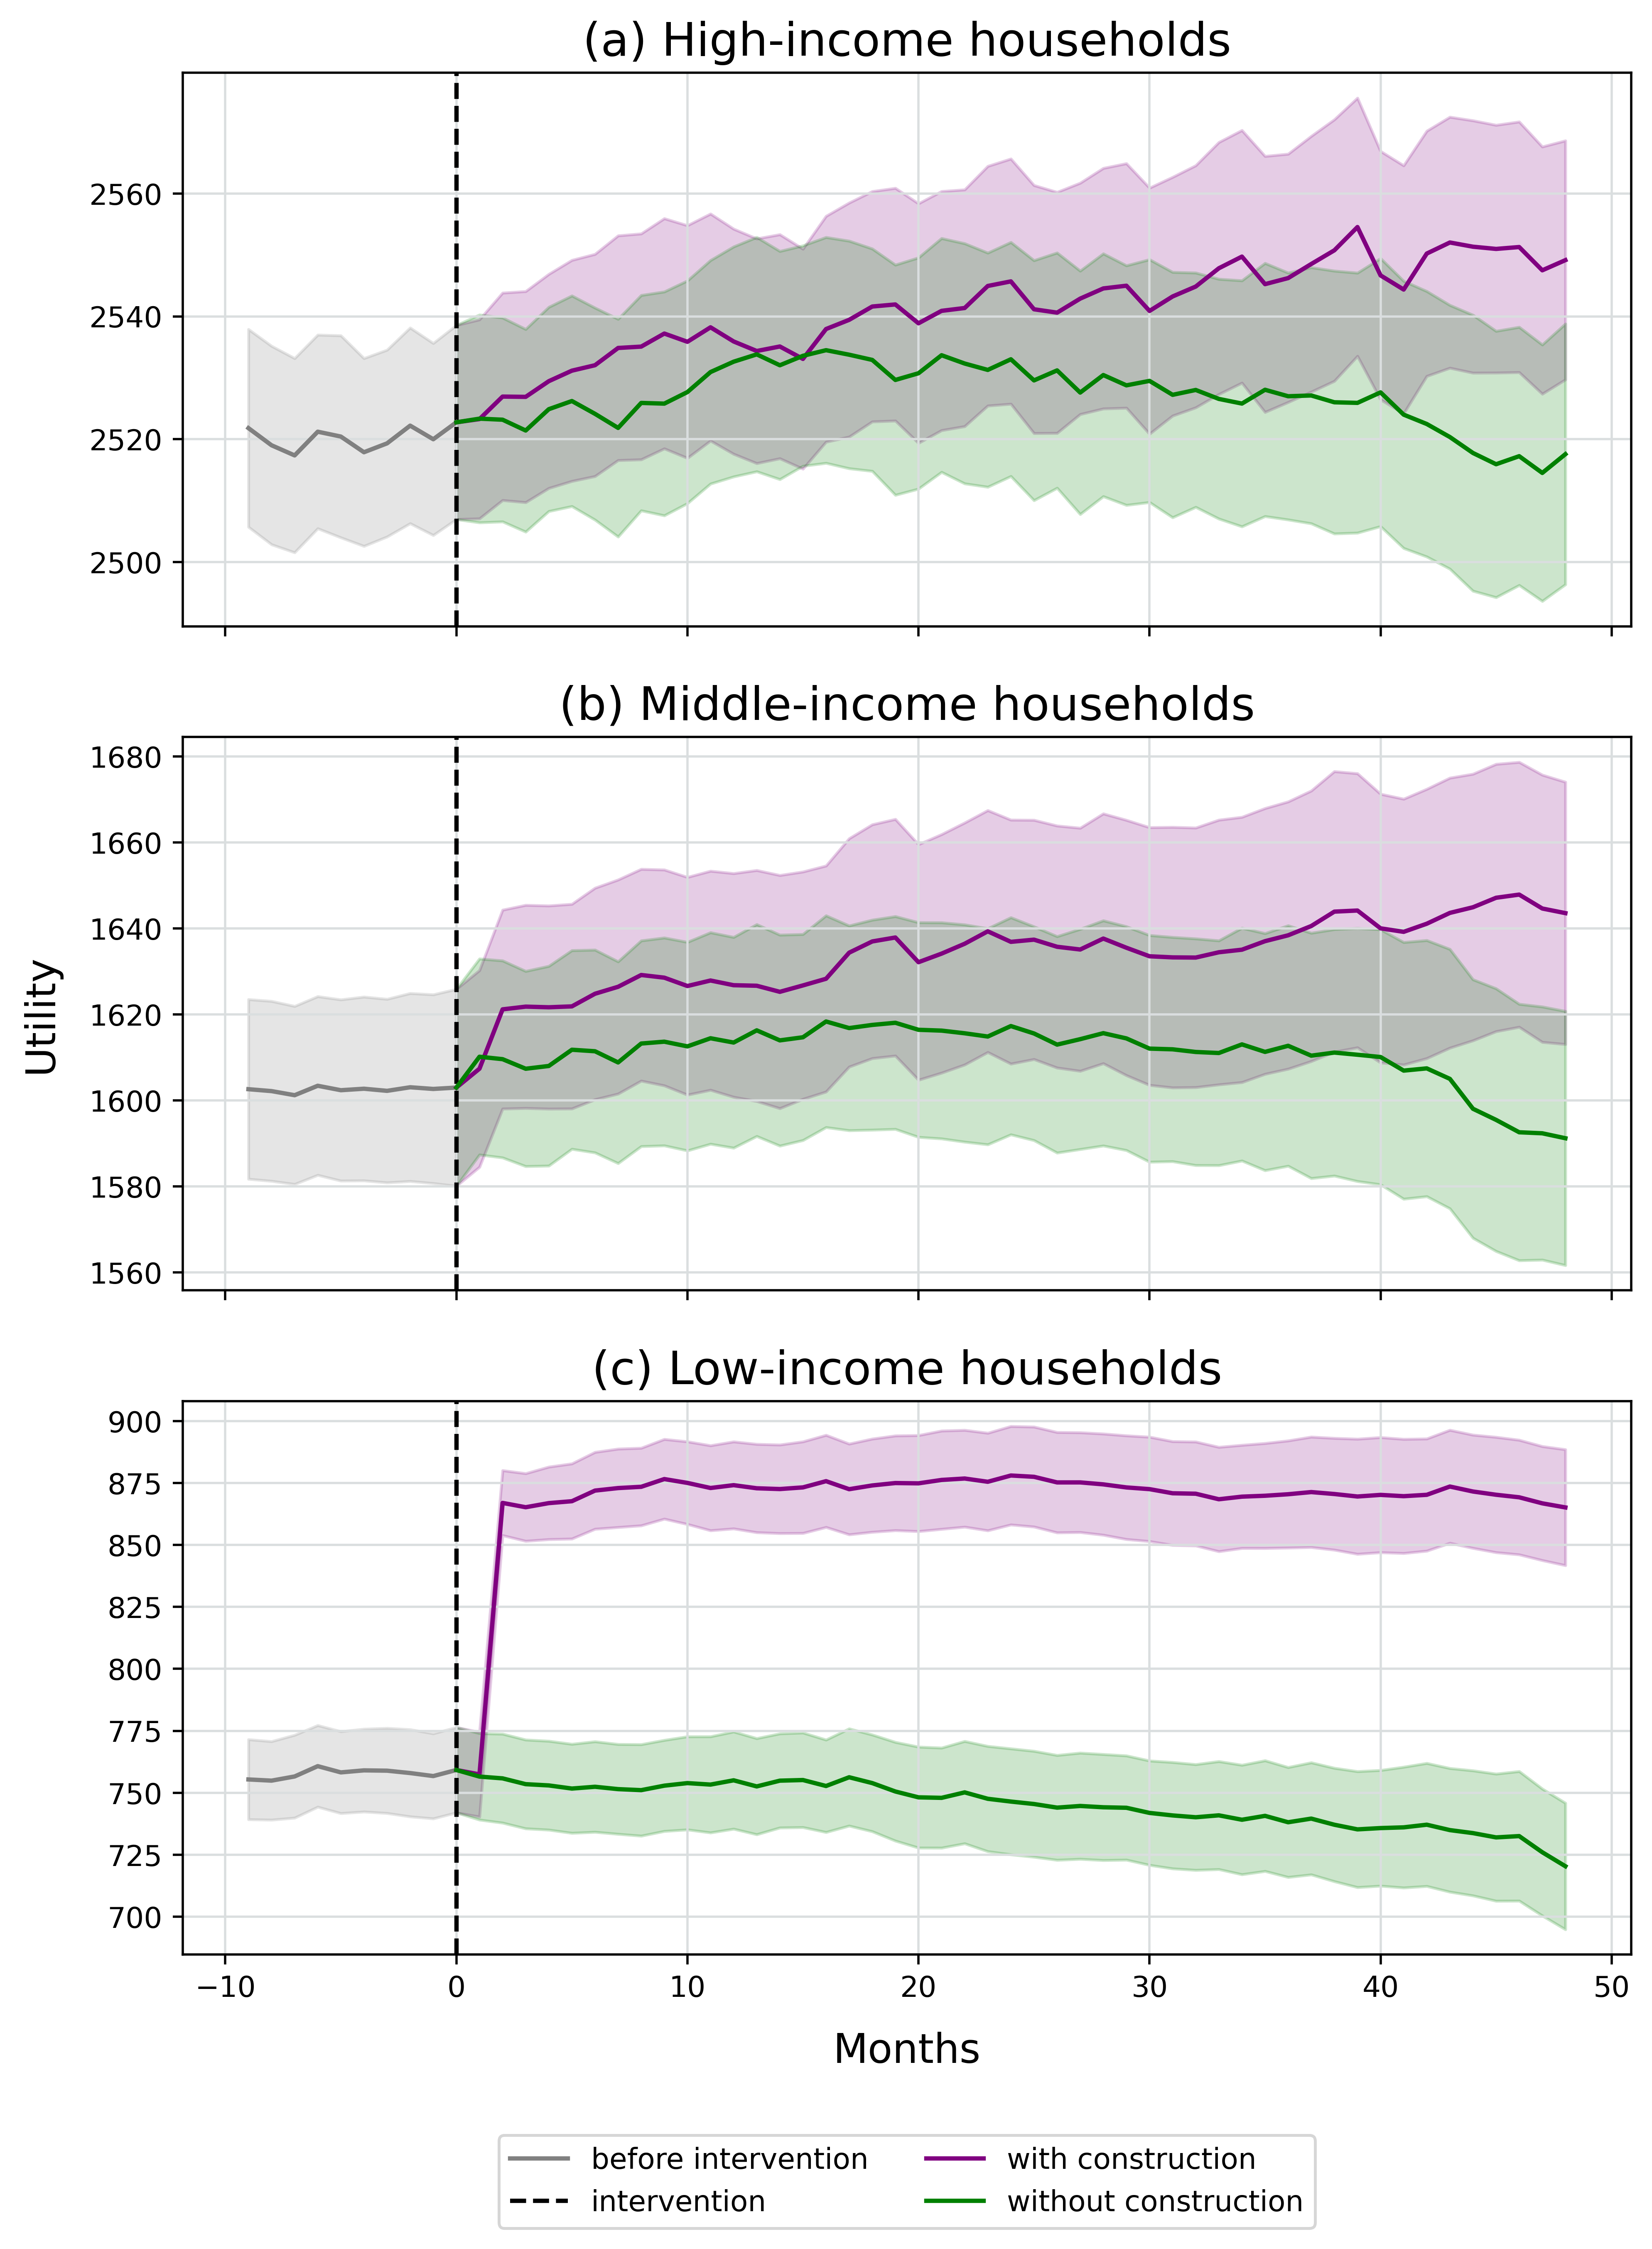 (a) High-income households
2560
2540
2520
2500
(b) Middle-income households
1680
1660
1640
1620
1600
1580
1560
Utility
(c) Low-income households
900
875
850
825
800
775
750
725
700
−10 0 10 20 30 40 50
Months
before intervention with construction
intervention without construction